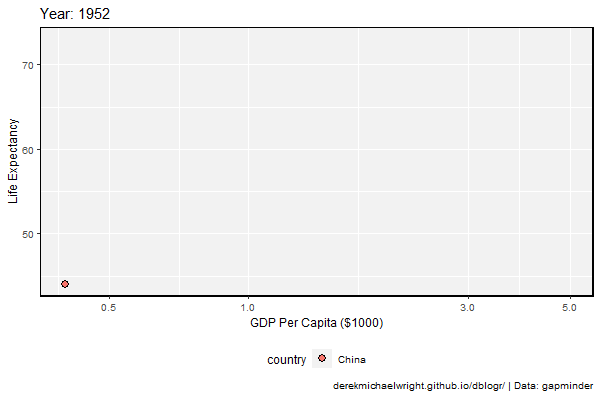 Year: 1952
70
60
50
Life Expectancy
0.5 1.0 3.0 5.0
GDP Per Capita ($1000)
country China
derekmichaelwright.github.io/dblogr/ | Data: gapminder